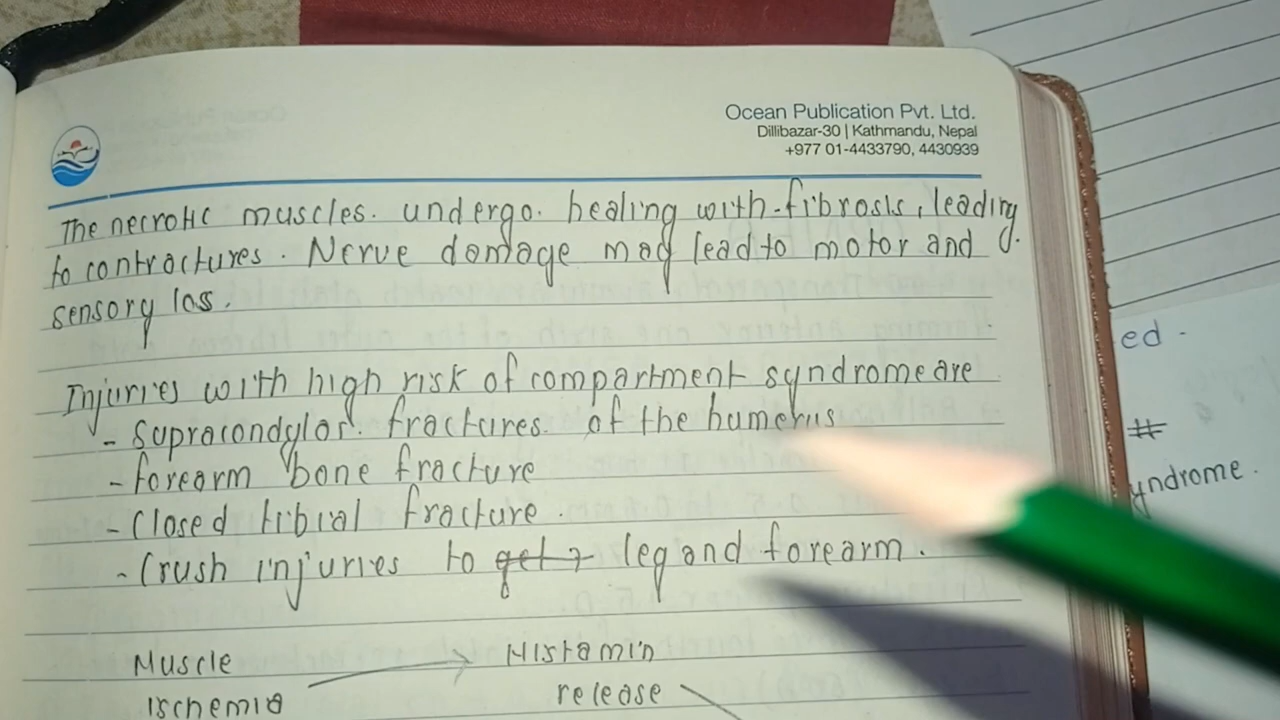 Ocean Publication Pvt. Ltd.
Dillibazar-30 | Kathmandu, Nepal
+977 01-4433790, 4430939
The necrotic muscles. undergo. healing with-fibrosis, leading
to contractures. Nerve damage may lead to motor and
sensory los.
Injuries with high risk of compartment syndrome are
- Supracondylar. fractures. of the humerus
- forearm bone fracture
- Closed tibial fracture.
- Crush injuries to leg and forearm.
Muscle → Histamin
Ischemia release
ed.
#
yndrome.